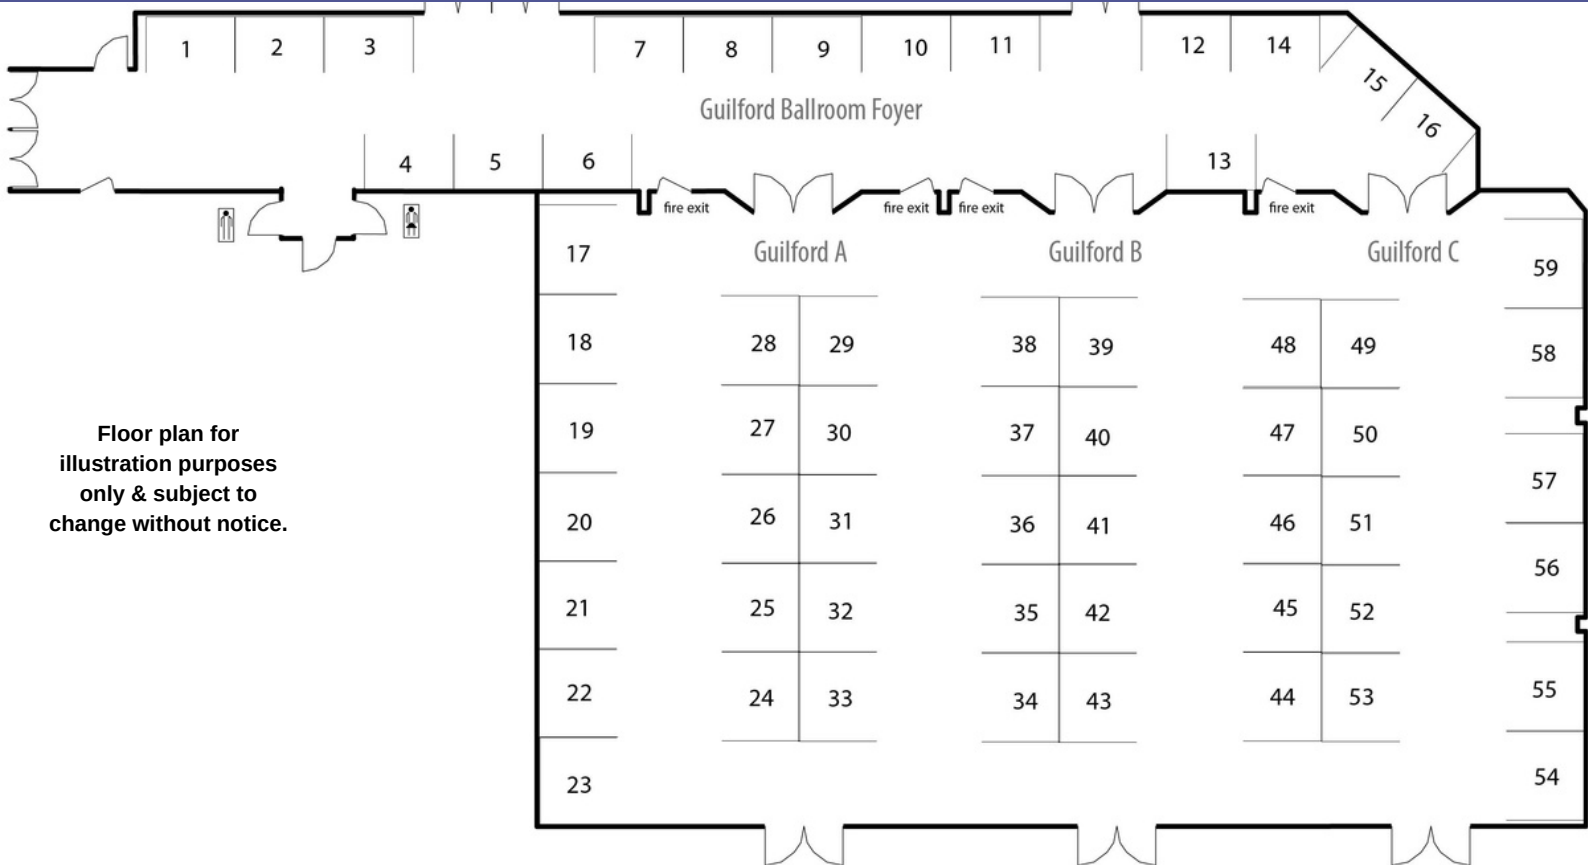 1 2 3 7 8 9 10 11 12 14
15
16
Guilford Ballroom Foyer
4 5 6 13
fire exit fire exit fire exit fire exit
Guilford A Guilford B Guilford C
17 59
18 28 29 38 39 48 49 58
19 27 30 37 40 47 50
57
20 26 31 36 41 46 51
56
21 25 32 35 42 45 52
22 24 33 34 43 44 53 55
23 54
Floor plan for
illustration purposes
only & subject to
change without notice.